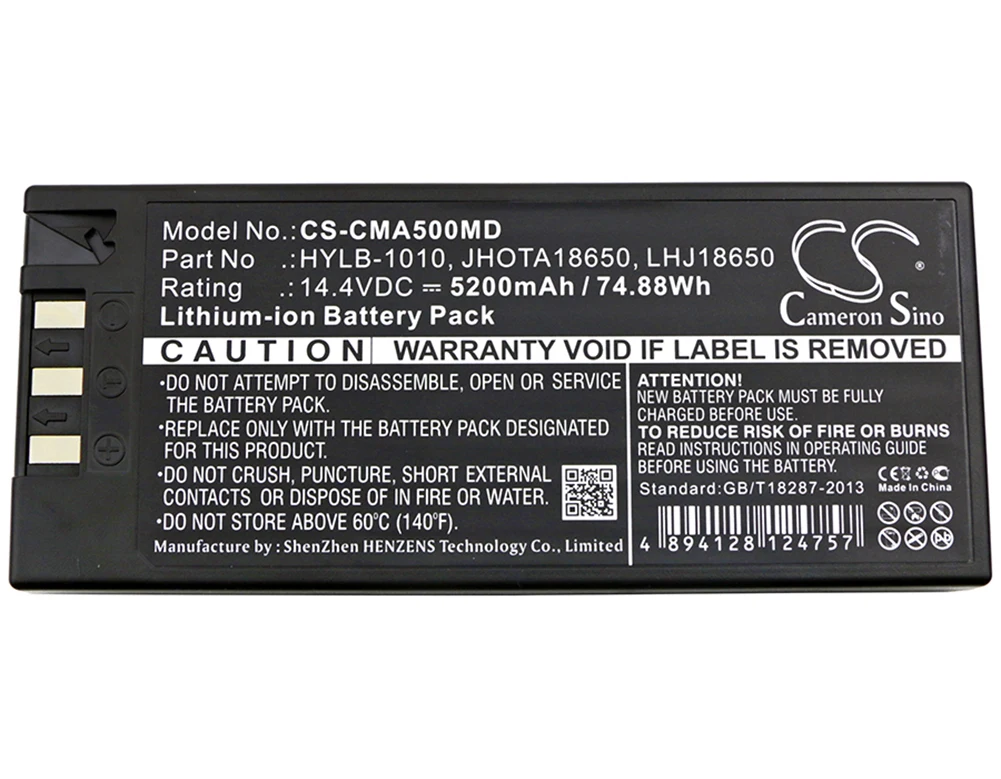 Model No.: CS-CMA500MD
Part No .: HYLB-1010, JHOTA18650, LHJ18650
Rating .: 14.4VDC ⎓ 5200mAh / 74.88Wh
Lithium-ion Battery Pack
CS ®
Cameron Sino
CAUTION WARRANTY VOID IF LABEL IS REMOVED
•DO NOT ATTEMPT TO DISASSEMBLE, OPEN OR SERVICE
THE BATTERY PACK.
•REPLACE ONLY WITH THE BATTERY PACK DESIGNATED
FOR THIS PRODUCT.
•DO NOT CRUSH, PUNCTURE, SHORT EXTERNAL
CONTACTS OR DISPOSE OF IN FIRE OR WATER.
•DO NOT STORE ABOVE 60°C (140°F).
Manufacture by : ShenZhen HENZENS Technology Co., Limited
ATTENTION!
NEW BATTERY PACK MUST BE FULLY
CHARGED BEFORE USE.
TO REDUCE RISK OF FIRE OR BURNS
READ INSTRUCTIONS IN OPERATING GUIDE
BEFORE USING THE BATTERY.
Standard:GB/T18287-2013
CE
Made In China
4 894128 124757
Pb